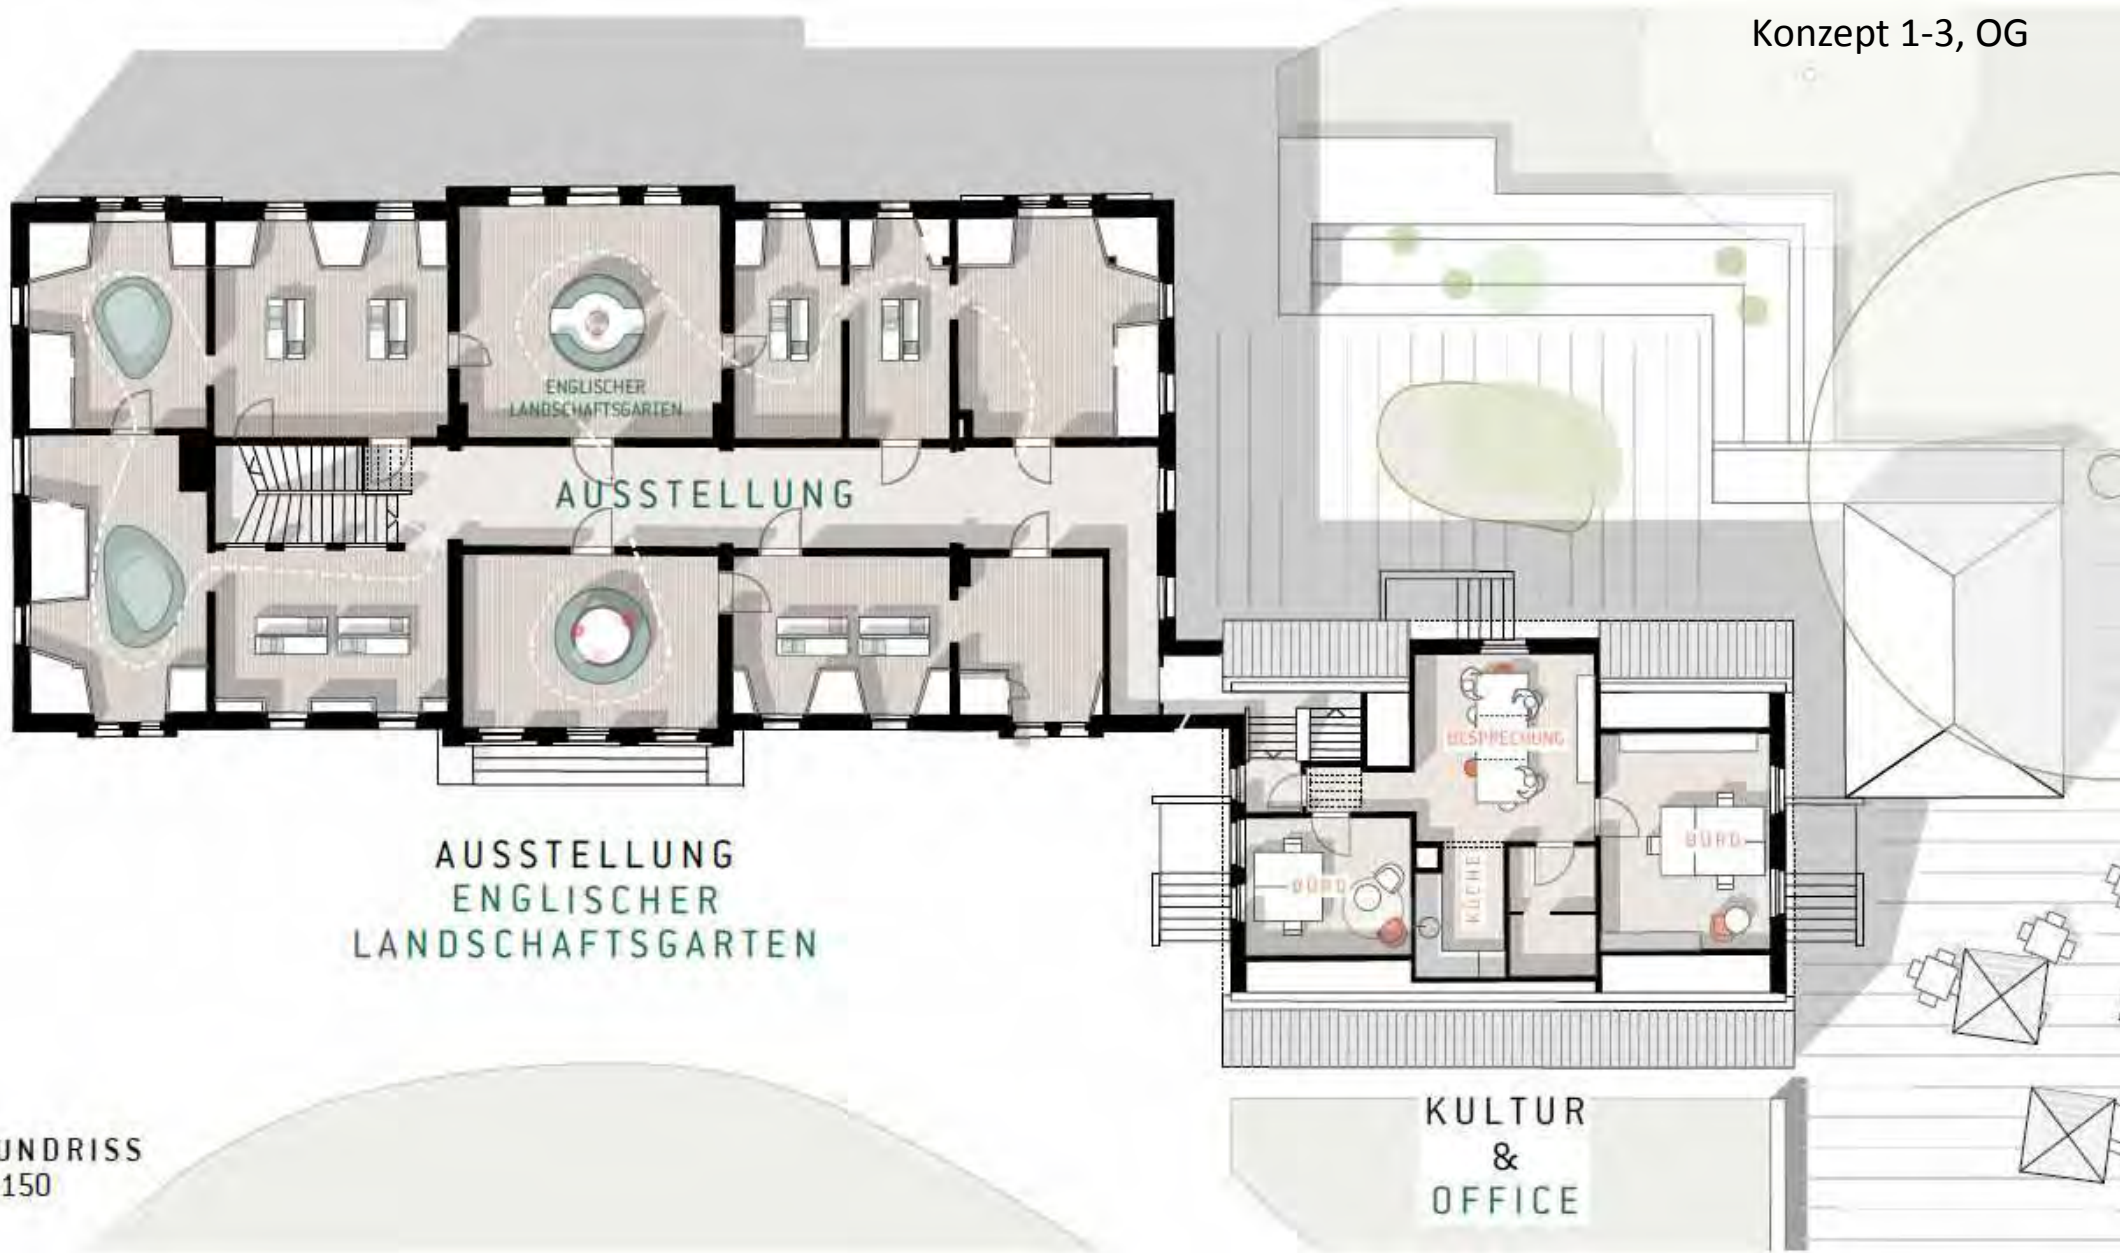 Konzept 1-3, OG
ENGLISCHER
LANDSCHAFTSGARTEN
AUSSTELLUNG
BESPRECHUNG
BÜRO
BÜRO
KÜCHE
AUSSTELLUNG
ENGLISCHER
LANDSCHAFTSGARTEN
KULTUR
&
OFFICE
UNDRISS
150